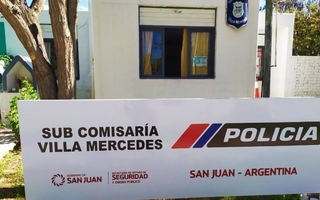 SUB COMISARÍA
VILLA MERCEDES
POLICIA
SAN JUAN
SEGURIDAD
SAN JUAN - ARGENTINA